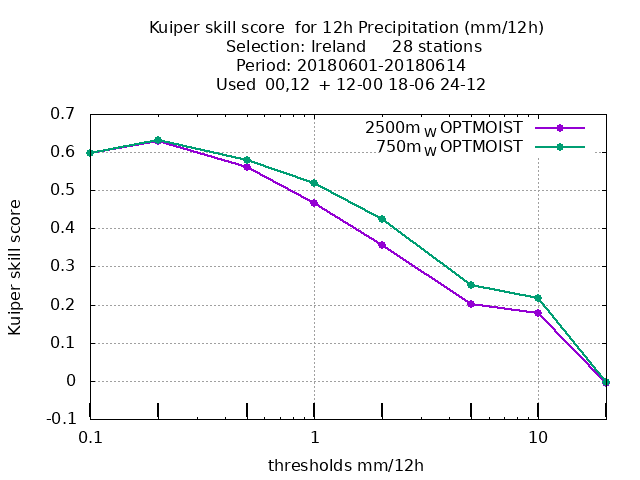 Kuiper skill score  for 12h Precipitation (mm/12h)
Selection: Ireland     28 stations
Period: 20180601-20180614
Used  00,12  + 12-00 18-06 24-12
2500m W OPTMOIST
750m W OPTMOIST
0.7
0.6
0.5
0.4
0.3
0.2
0.1
0
-0.1
Kuiper skill score
0.1 1 10
thresholds mm/12h